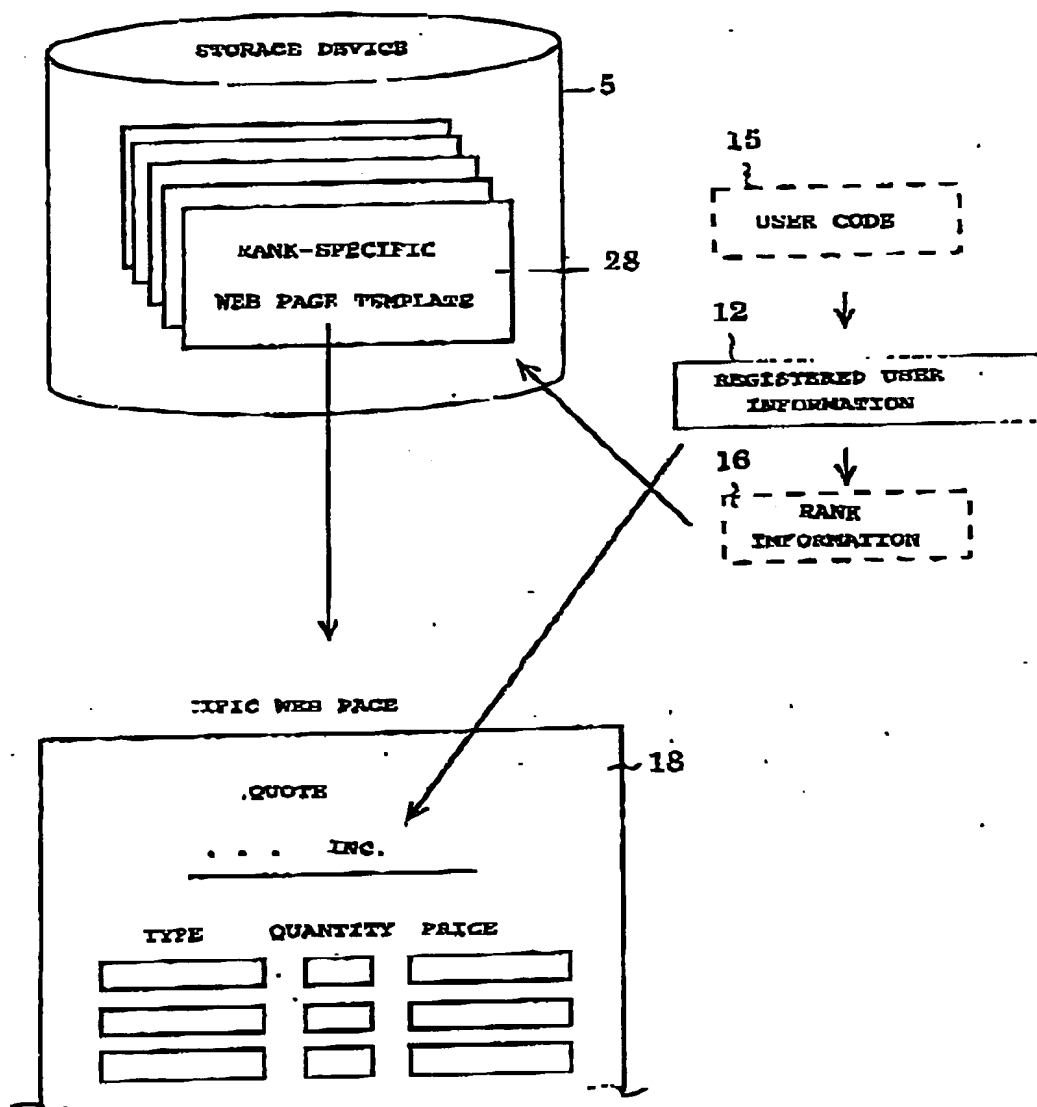 STORAGE DEVICE
5
RANK-SPECIFIC
WEB PAGE TEMPLATE
28
15
USER CODE
12
REGISTERED USER
INFORMATION
16
RANK
INFORMATION
WEB PAGE
18
QUOTE
. . . INC.
TYPE QUANTITY PRICE